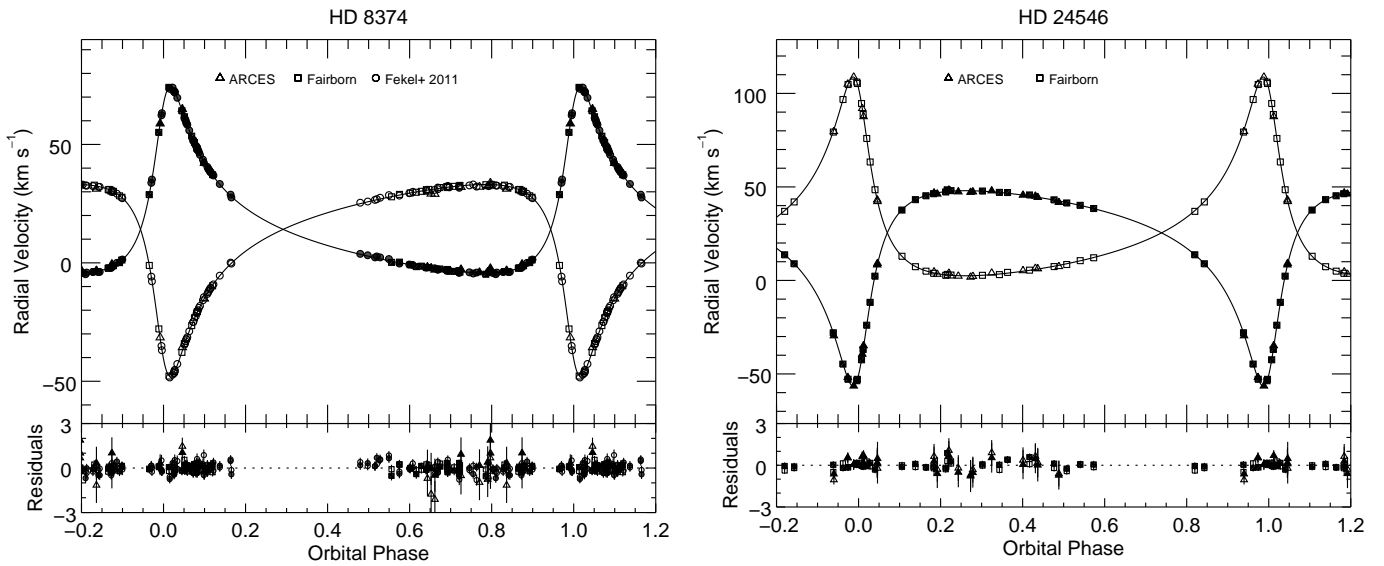 HD 8374
ARCES Fairborn Fekel+ 2011
Radial Velocity (km s⁻¹)
50
0
−50
Residuals
3
0
−3
−0.2 0.0 0.2 0.4 0.6 0.8 1.0 1.2
Orbital Phase
HD 24546
ARCES Fairborn
Radial Velocity (km s⁻¹)
100
50
0
−50
Residuals
3
0
−3
−0.2 0.0 0.2 0.4 0.6 0.8 1.0 1.2
Orbital Phase